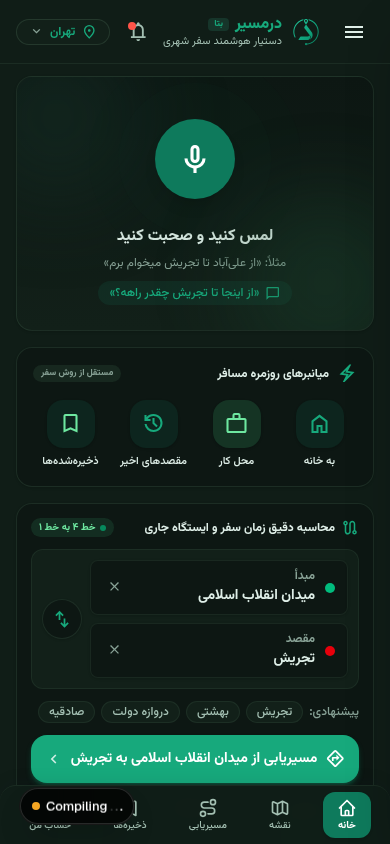 درمسیر بتا
دستیار هوشمند سفر شهری
تهران
لمس کنید و صحبت کنید
مثلاً: «از علی‌آباد تا تجریش میخوام برم»
«از اینجا تا تجریش چقدر راهه؟»
میانبرهای روزمره مسافر
مستقل از روش سفر
به خانه
محل کار
مقصدهای اخیر
ذخیره‌شده‌ها
محاسبه دقیق زمان سفر و ایستگاه جاری
خط ۴ به خط ۱
مبدأ
میدان انقلاب اسلامی
مقصد
تجریش
پیشنهادی: تجریش بهشتی دروازه دولت صادقیه
مسیریابی از میدان انقلاب اسلامی به تجریش
خانه
نقشه
مسیریابی
ذخیره‌ها
حساب من
Compiling ...